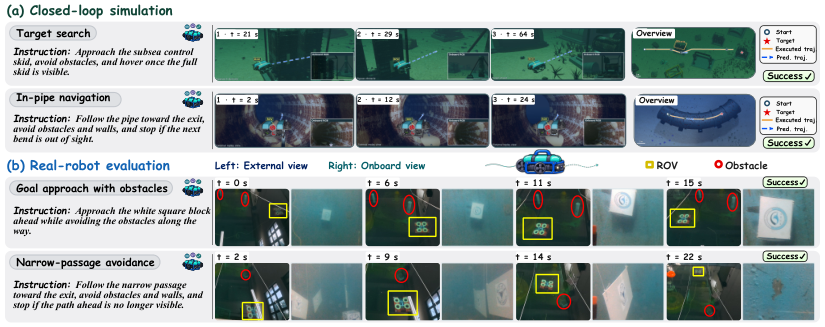 (a) Closed-loop simulation
Target search
Instruction: Approach the subsea control
skid, avoid obstacles, and hover once the full
skid is visible.
1 · t = 21 s
2 · t = 29 s
3 · t = 64 s
Overview
Start
Target
Executed traj.
Pred. traj.
Success✓
In-pipe navigation
Instruction: Follow the pipe toward the exit,
avoid obstacles and walls, and stop if the next
bend is out of sight.
1 · t = 2 s
2 · t = 12 s
3 · t = 24 s
Overview
Start
Target
Executed traj.
Pred. traj.
Success✓
(b) Real-robot evaluation
Left: External view
Right: Onboard view
ROV
Obstacle
Goal approach with obstacles
Instruction: Approach the white square block
ahead while avoiding the obstacles along the
way.
t = 0 s
t = 6 s
t = 11 s
t = 15 s
Success✓
Narrow-passage avoidance
Instruction: Follow the narrow passage
toward the exit, avoid obstacles and walls, and
stop if the path ahead is no longer visible.
t = 2 s
t = 9 s
t = 14 s
t = 22 s
Success✓